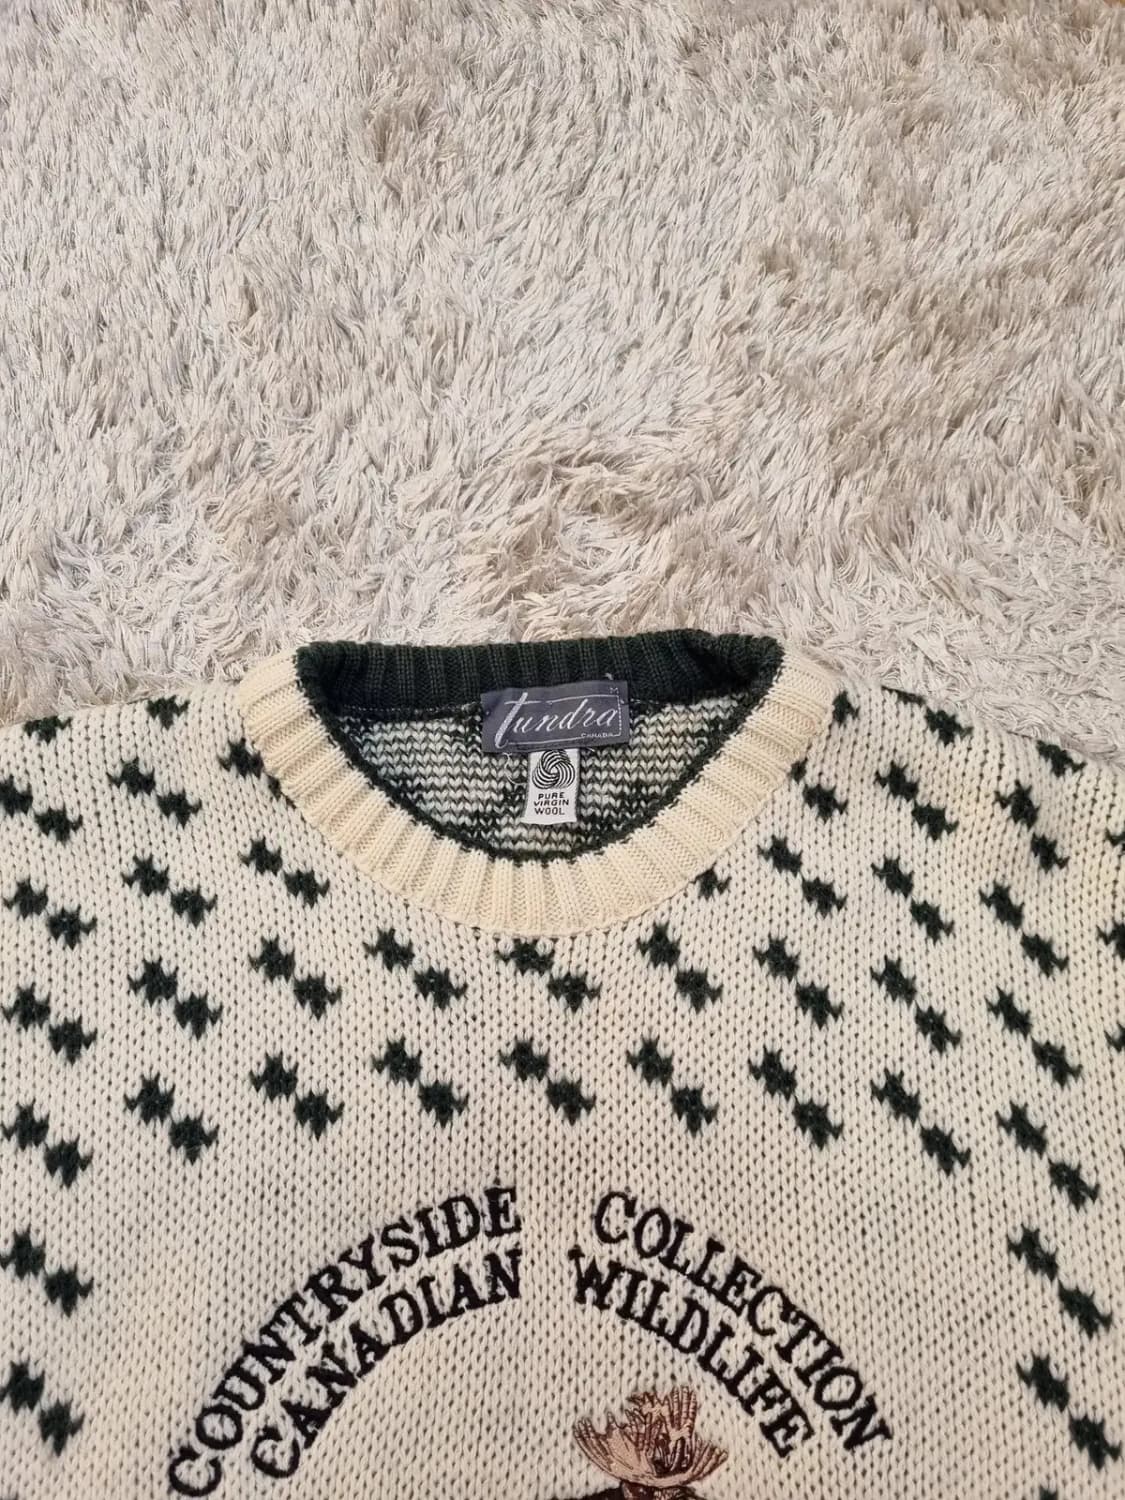 M
Tundra
CANADA
PURE
VIRGIN
WOOL
COUNTRYSIDE COLLECTION
CANADIAN WILDLIFE